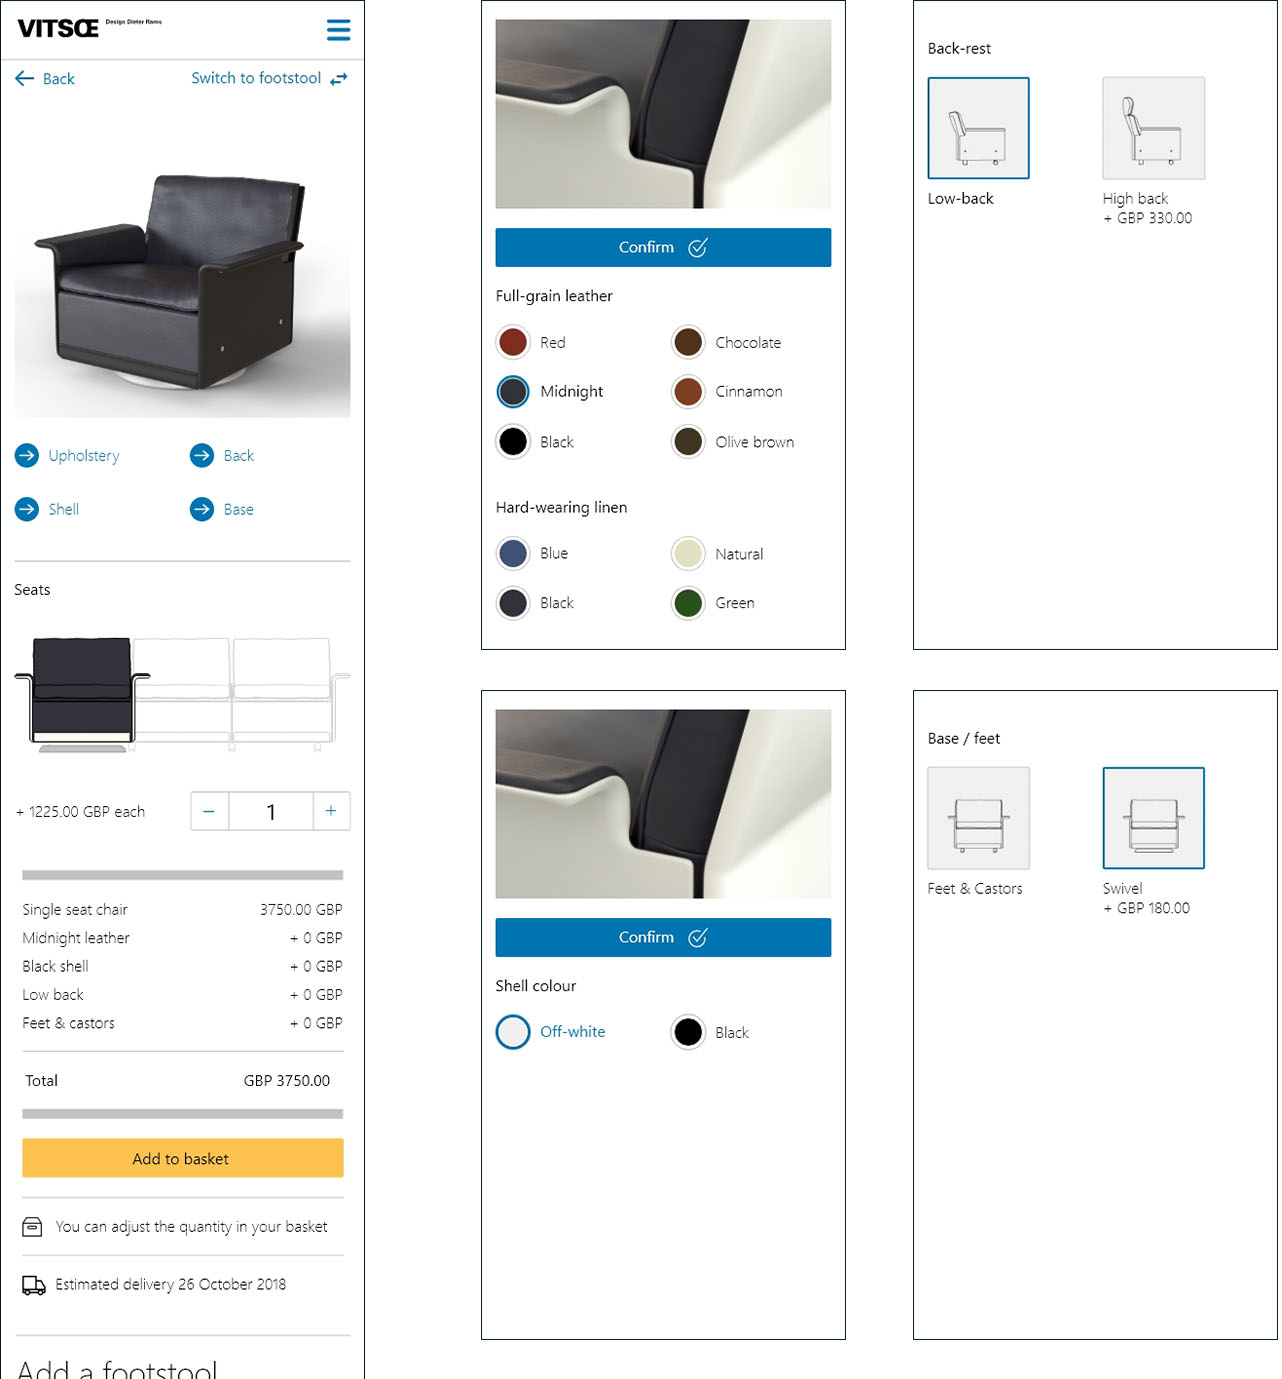 VITSŒ Design Dieter Rams
Back
Switch to footstool
Upholstery
Back
Shell
Base
Seats
+ 1225.00 GBP each
− 1 +
Single seat chair 3750.00 GBP
Midnight leather + 0 GBP
Black shell + 0 GBP
Low back + 0 GBP
Feet & castors + 0 GBP
Total GBP 3750.00
Add to basket
You can adjust the quantity in your basket
Estimated delivery 26 October 2018
Add a footstool
Confirm
Full-grain leather
Red
Chocolate
Midnight
Cinnamon
Black
Olive brown
Hard-wearing linen
Blue
Natural
Black
Green
Back-rest
Low-back
High back
+ GBP 330.00
Confirm
Shell colour
Off-white
Black
Base / feet
Feet & Castors
Swivel
+ GBP 180.00